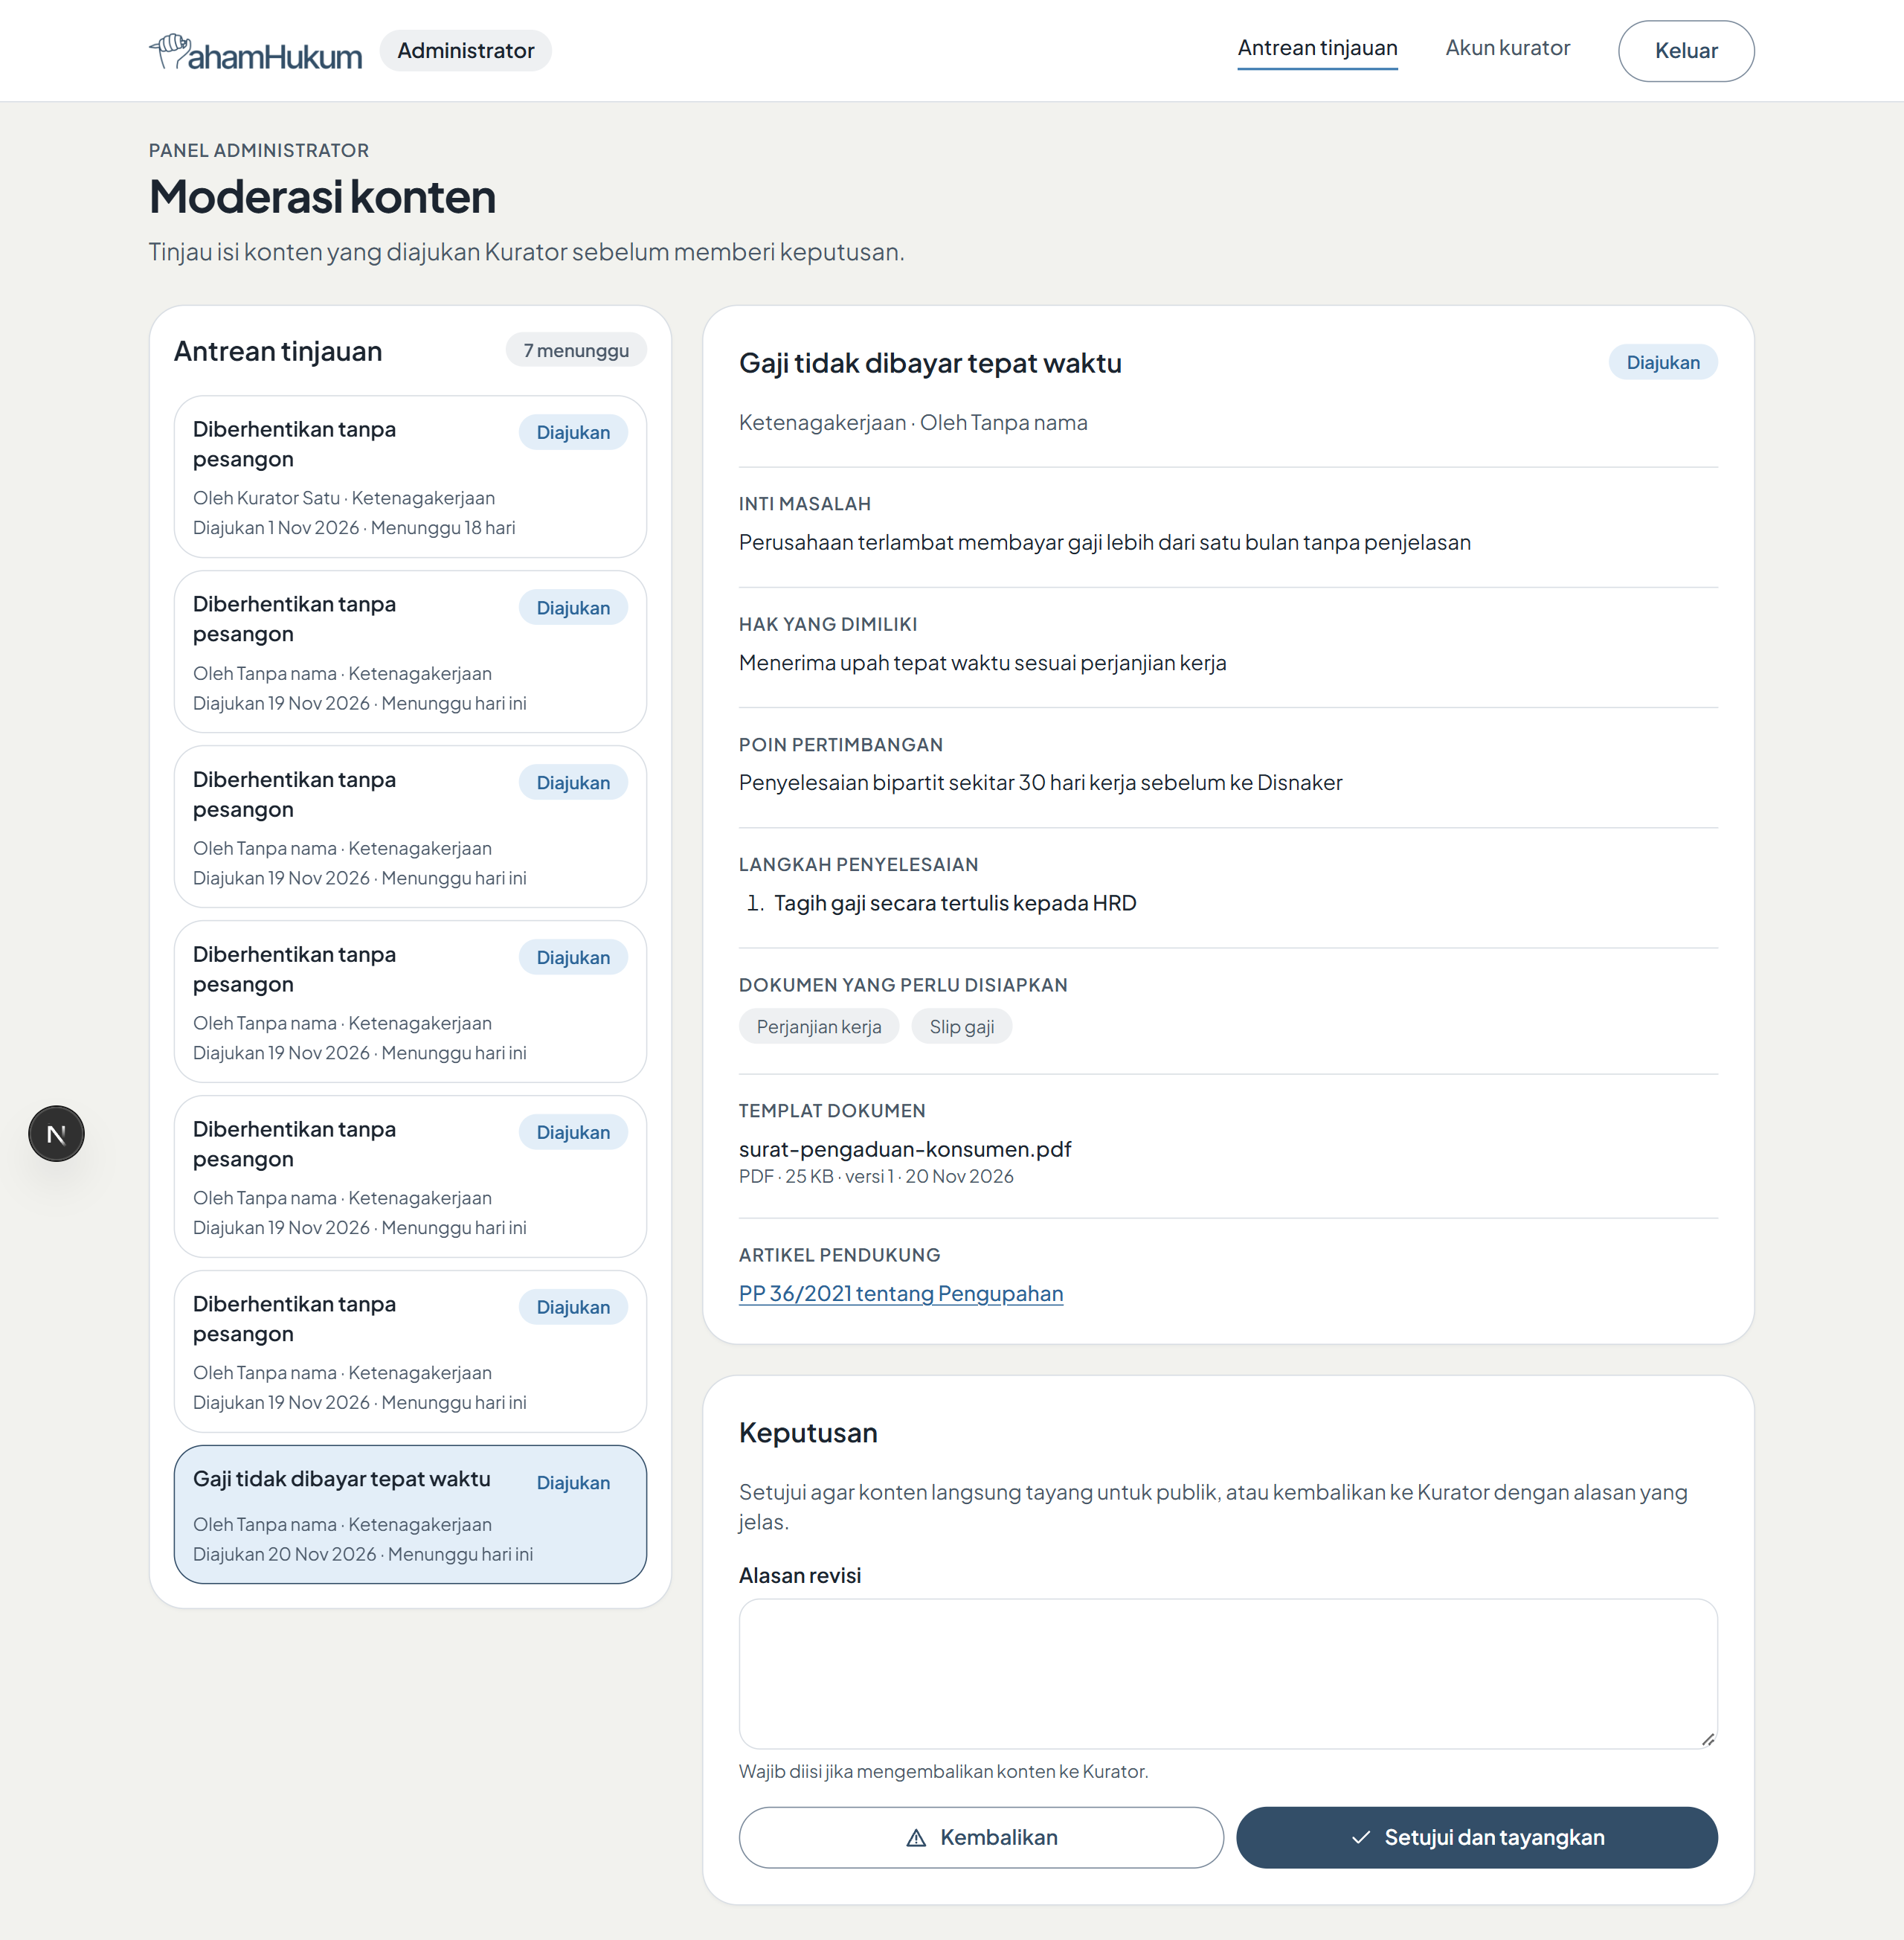 ahamHukum
Administrator
Antrean tinjauan
Akun kurator
Keluar
PANEL ADMINISTRATOR
Moderasi konten
Tinjau isi konten yang diajukan Kurator sebelum memberi keputusan.
Antrean tinjauan
7 menunggu
Diberhentikan tanpa
pesangon
Diajukan
Oleh Kurator Satu · Ketenagakerjaan
Diajukan 1 Nov 2026 · Menunggu 18 hari
Diberhentikan tanpa
pesangon
Diajukan
Oleh Tanpa nama · Ketenagakerjaan
Diajukan 19 Nov 2026 · Menunggu hari ini
Diberhentikan tanpa
pesangon
Diajukan
Oleh Tanpa nama · Ketenagakerjaan
Diajukan 19 Nov 2026 · Menunggu hari ini
Diberhentikan tanpa
pesangon
Diajukan
Oleh Tanpa nama · Ketenagakerjaan
Diajukan 19 Nov 2026 · Menunggu hari ini
Diberhentikan tanpa
pesangon
Diajukan
Oleh Tanpa nama · Ketenagakerjaan
Diajukan 19 Nov 2026 · Menunggu hari ini
Diberhentikan tanpa
pesangon
Diajukan
Oleh Tanpa nama · Ketenagakerjaan
Diajukan 19 Nov 2026 · Menunggu hari ini
Gaji tidak dibayar tepat waktu
Diajukan
Oleh Tanpa nama · Ketenagakerjaan
Diajukan 20 Nov 2026 · Menunggu hari ini
N
Gaji tidak dibayar tepat waktu
Diajukan
Ketenagakerjaan · Oleh Tanpa nama
INTI MASALAH
Perusahaan terlambat membayar gaji lebih dari satu bulan tanpa penjelasan
HAK YANG DIMILIKI
Menerima upah tepat waktu sesuai perjanjian kerja
POIN PERTIMBANGAN
Penyelesaian bipartit sekitar 30 hari kerja sebelum ke Disnaker
LANGKAH PENYELESAIAN
1. Tagih gaji secara tertulis kepada HRD
DOKUMEN YANG PERLU DISIAPKAN
Perjanjian kerja
Slip gaji
TEMPLAT DOKUMEN
surat-pengaduan-konsumen.pdf
PDF · 25 KB · versi 1 · 20 Nov 2026
ARTIKEL PENDUKUNG
PP 36/2021 tentang Pengupahan
Keputusan
Setujui agar konten langsung tayang untuk publik, atau kembalikan ke Kurator dengan alasan yang
jelas.
Alasan revisi
Wajib diisi jika mengembalikan konten ke Kurator.
Kembalikan
Setujui dan tayangkan